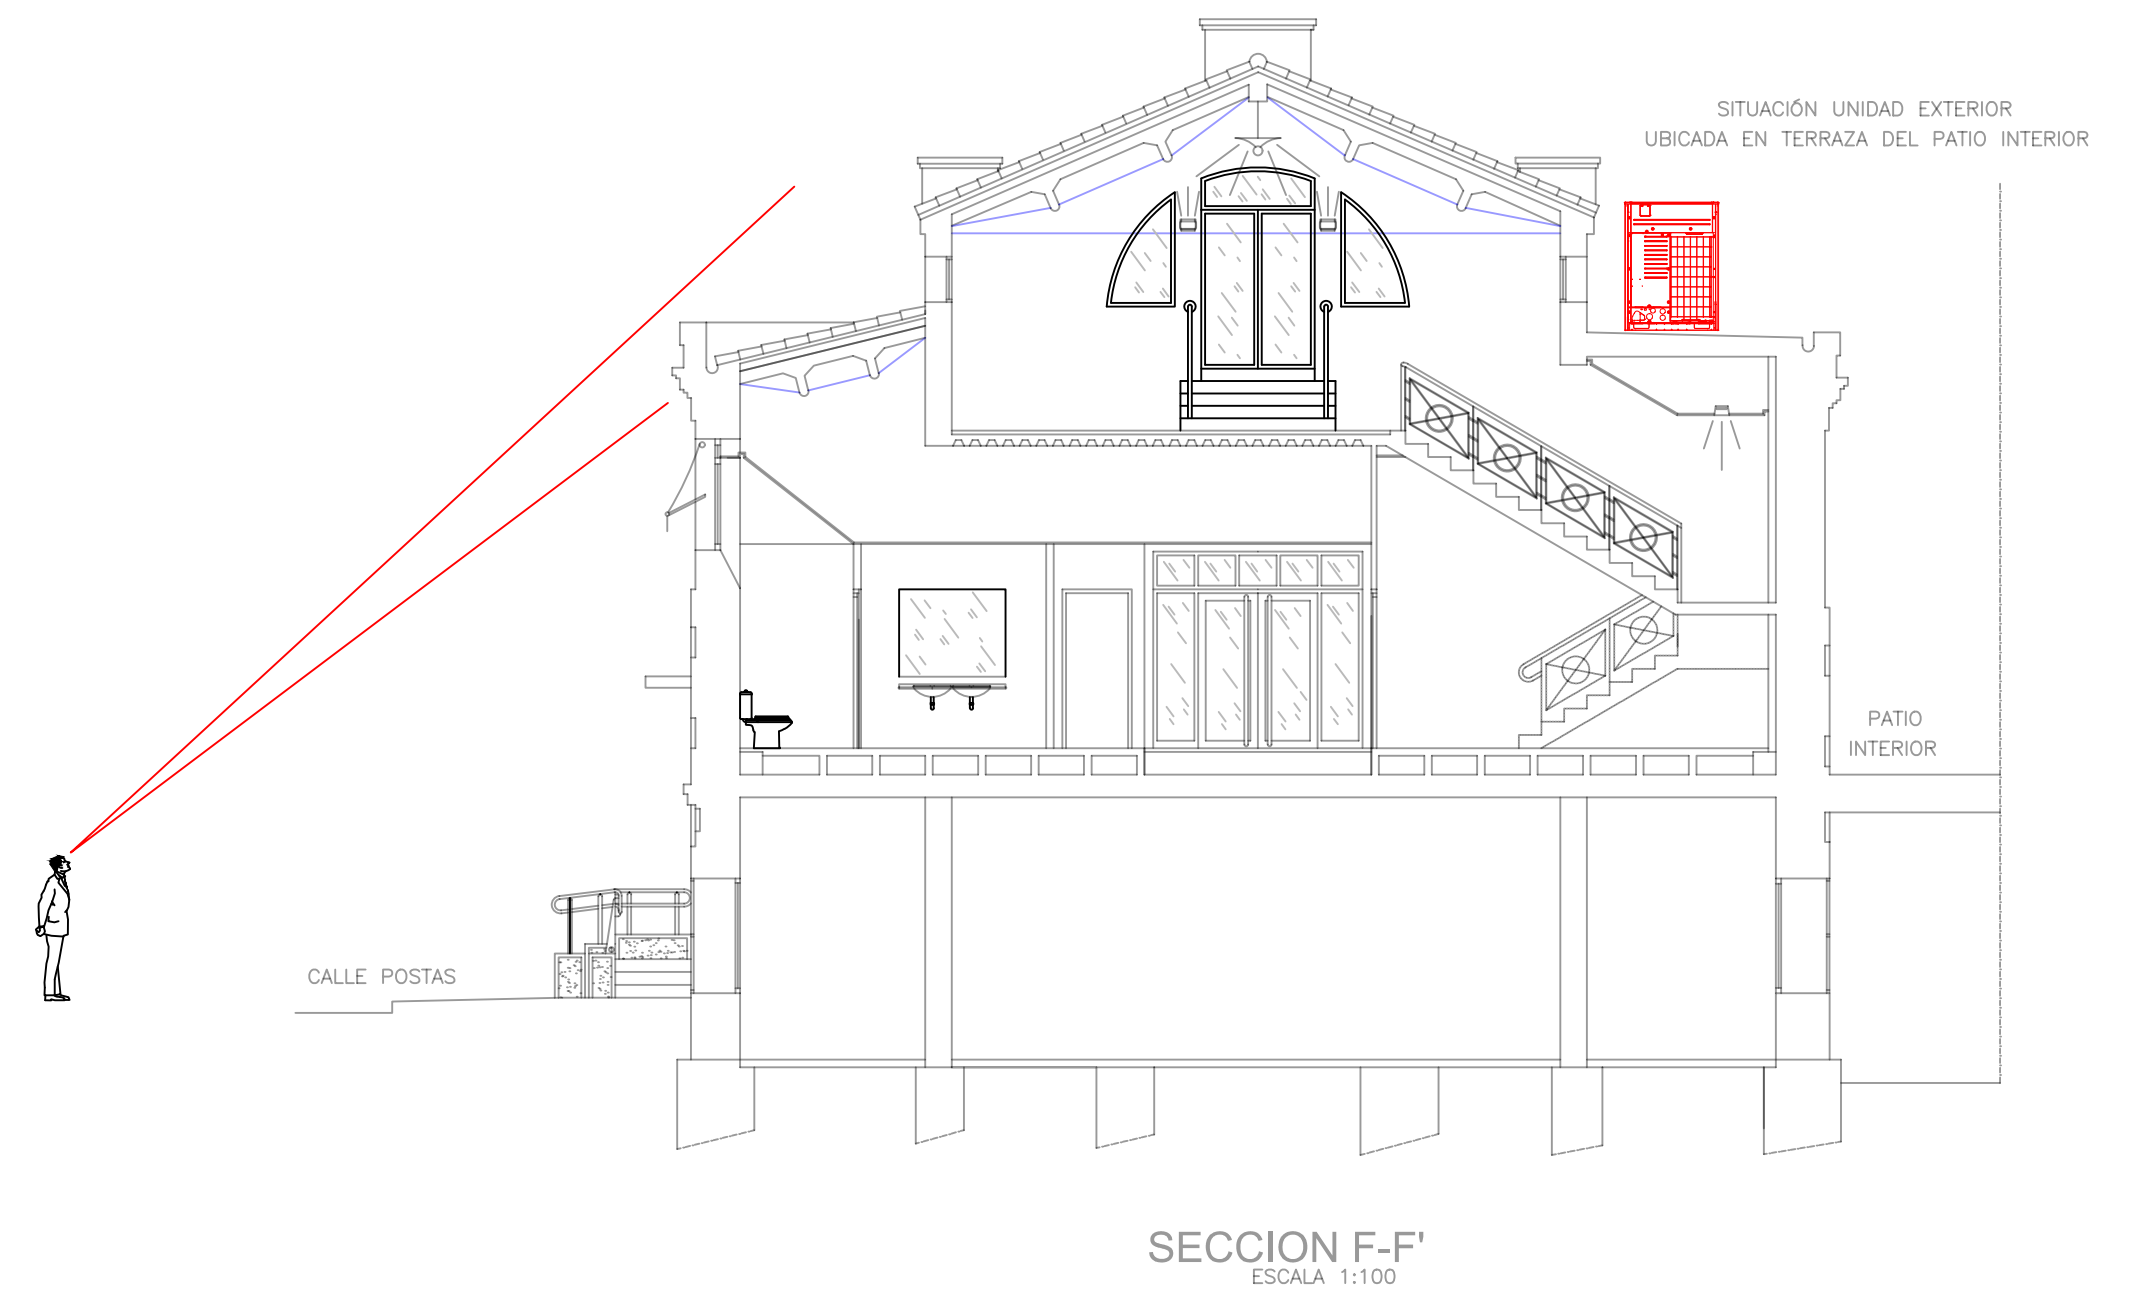 SITUACIÓN UNIDAD EXTERIOR
UBICADA EN TERRAZA DEL PATIO INTERIOR
PATIO
INTERIOR
CALLE POSTAS
SECCION F-F'
ESCALA 1:100